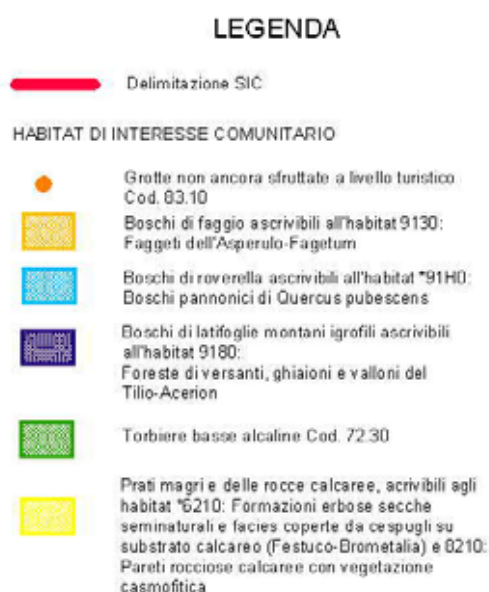 LEGENDA
Delimitazione SIC
HABITAT DI INTERESSE COMUNITARIO
Grotte non ancora sfruttate a livello turistico
Cod. 83.10
Boschi di faggio ascrivibili all'habitat 9130:
Faggeti dell'Asperulo-Fagetum
Boschi di roverella ascrivibili all'habitat *91H0:
Boschi pannonici di Quercus pubescens
Boschi di latifoglie montani igrofili ascrivibili
all'habitat 9180:
Foreste di versanti, ghiaioni e valloni del
Tilio-Acerion
Torbiere basse alcaline Cod. 72.30
Prati magri e delle rocce calcaree, acrivibili agli
habitat *6210: Formazioni erbose secche
seminaturali e facies coperte da cespugli su
substrato calcareo (Festuco-Brometalia) e 8210:
Pareti rocciose calcaree con vegetazione
casmofitica